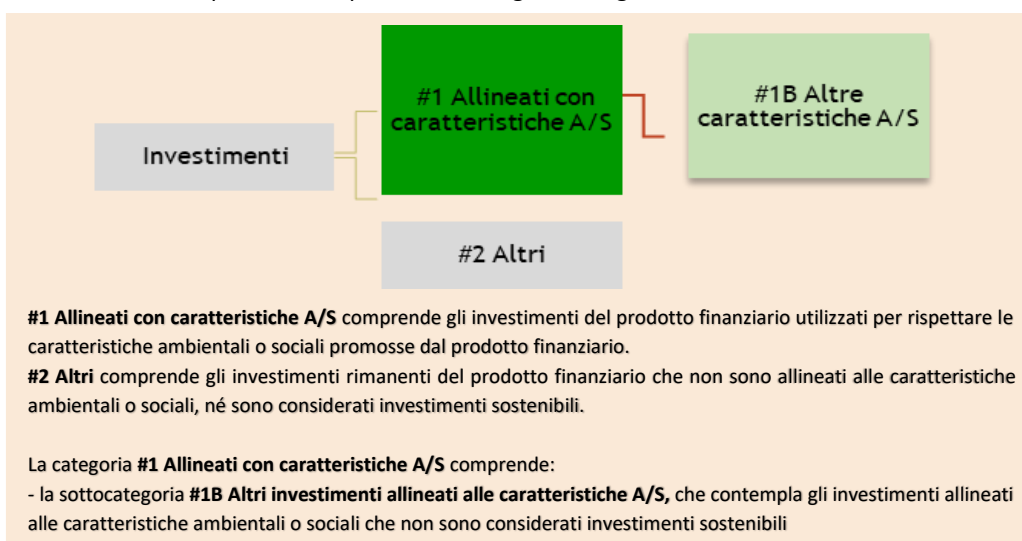 #1 Allineati con
caratteristiche A/S
#1B Altre
caratteristiche A/S
Investimenti
#2 Altri
#1 Allineati con caratteristiche A/S comprende gli investimenti del prodotto finanziario utilizzati per rispettare le
caratteristiche ambientali o sociali promosse dal prodotto finanziario.
#2 Altri comprende gli investimenti rimanenti del prodotto finanziario che non sono allineati alle caratteristiche
ambientali o sociali, né sono considerati investimenti sostenibili.
La categoria #1 Allineati con caratteristiche A/S comprende:
- la sottocategoria #1B Altri investimenti allineati alle caratteristiche A/S, che contempla gli investimenti allineati
alle caratteristiche ambientali o sociali che non sono considerati investimenti sostenibili